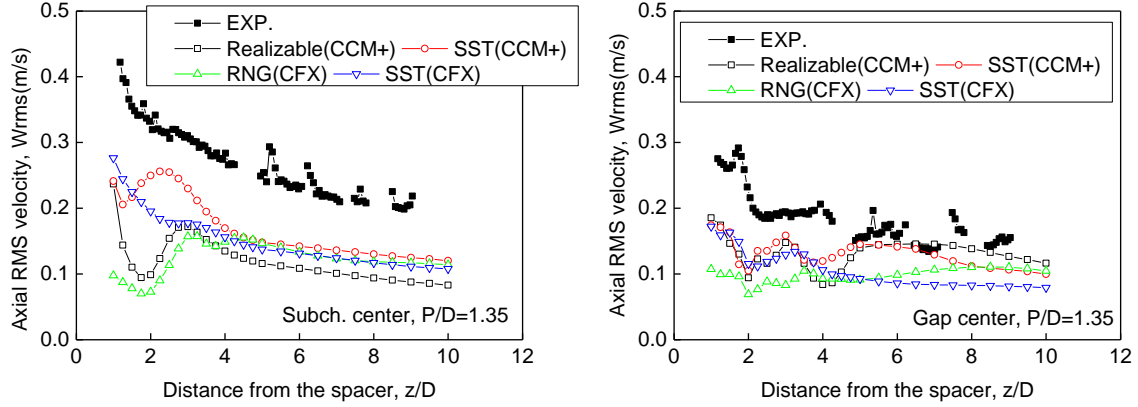 0.5
0.4
0.3
0.2
0.1
0.0
Axial RMS velocity, Wrms(m/s)
EXP.
Realizable(CCM+) SST(CCM+)
RNG(CFX) SST(CFX)
Subch. center, P/D=1.35
0 2 4 6 8 10 12
Distance from the spacer, z/D
0.5
0.4
0.3
0.2
0.1
0.0
Axial RMS velocity, Wrms(m/s)
EXP.
Realizable(CCM+) SST(CCM+)
RNG(CFX) SST(CFX)
Gap center, P/D=1.35
0 2 4 6 8 10 12
Distance from the spacer, z/D